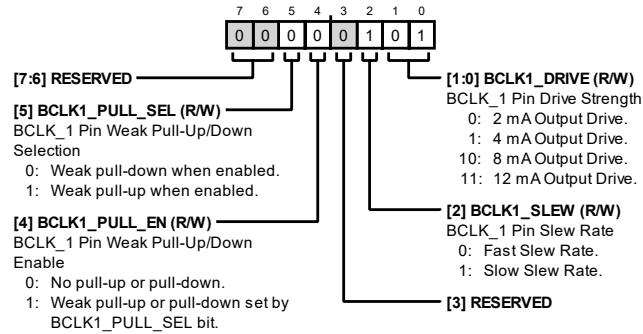 7 6 5 4 3 2 1 0
0 0 0 0 0 1 0 1
[7:6] RESERVED
[5] BCLK1_PULL_SEL (R/W)
BCLK_1 Pin Weak Pull-Up/Down
Selection
0: Weak pull-down when enabled.
1: Weak pull-up when enabled.
[4] BCLK1_PULL_EN (R/W)
BCLK_1 Pin Weak Pull-Up/Down
Enable
0: No pull-up or pull-down.
1: Weak pull-up or pull-down set by
BCLK1_PULL_SEL bit.
[1:0] BCLK1_DRIVE (R/W)
BCLK_1 Pin Drive Strength
0: 2 mA Output Drive.
1: 4 mA Output Drive.
10: 8 mA Output Drive.
11: 12 mA Output Drive.
[2] BCLK1_SLEW (R/W)
BCLK_1 Pin Slew Rate
0: Fast Slew Rate.
1: Slow Slew Rate.
[3] RESERVED